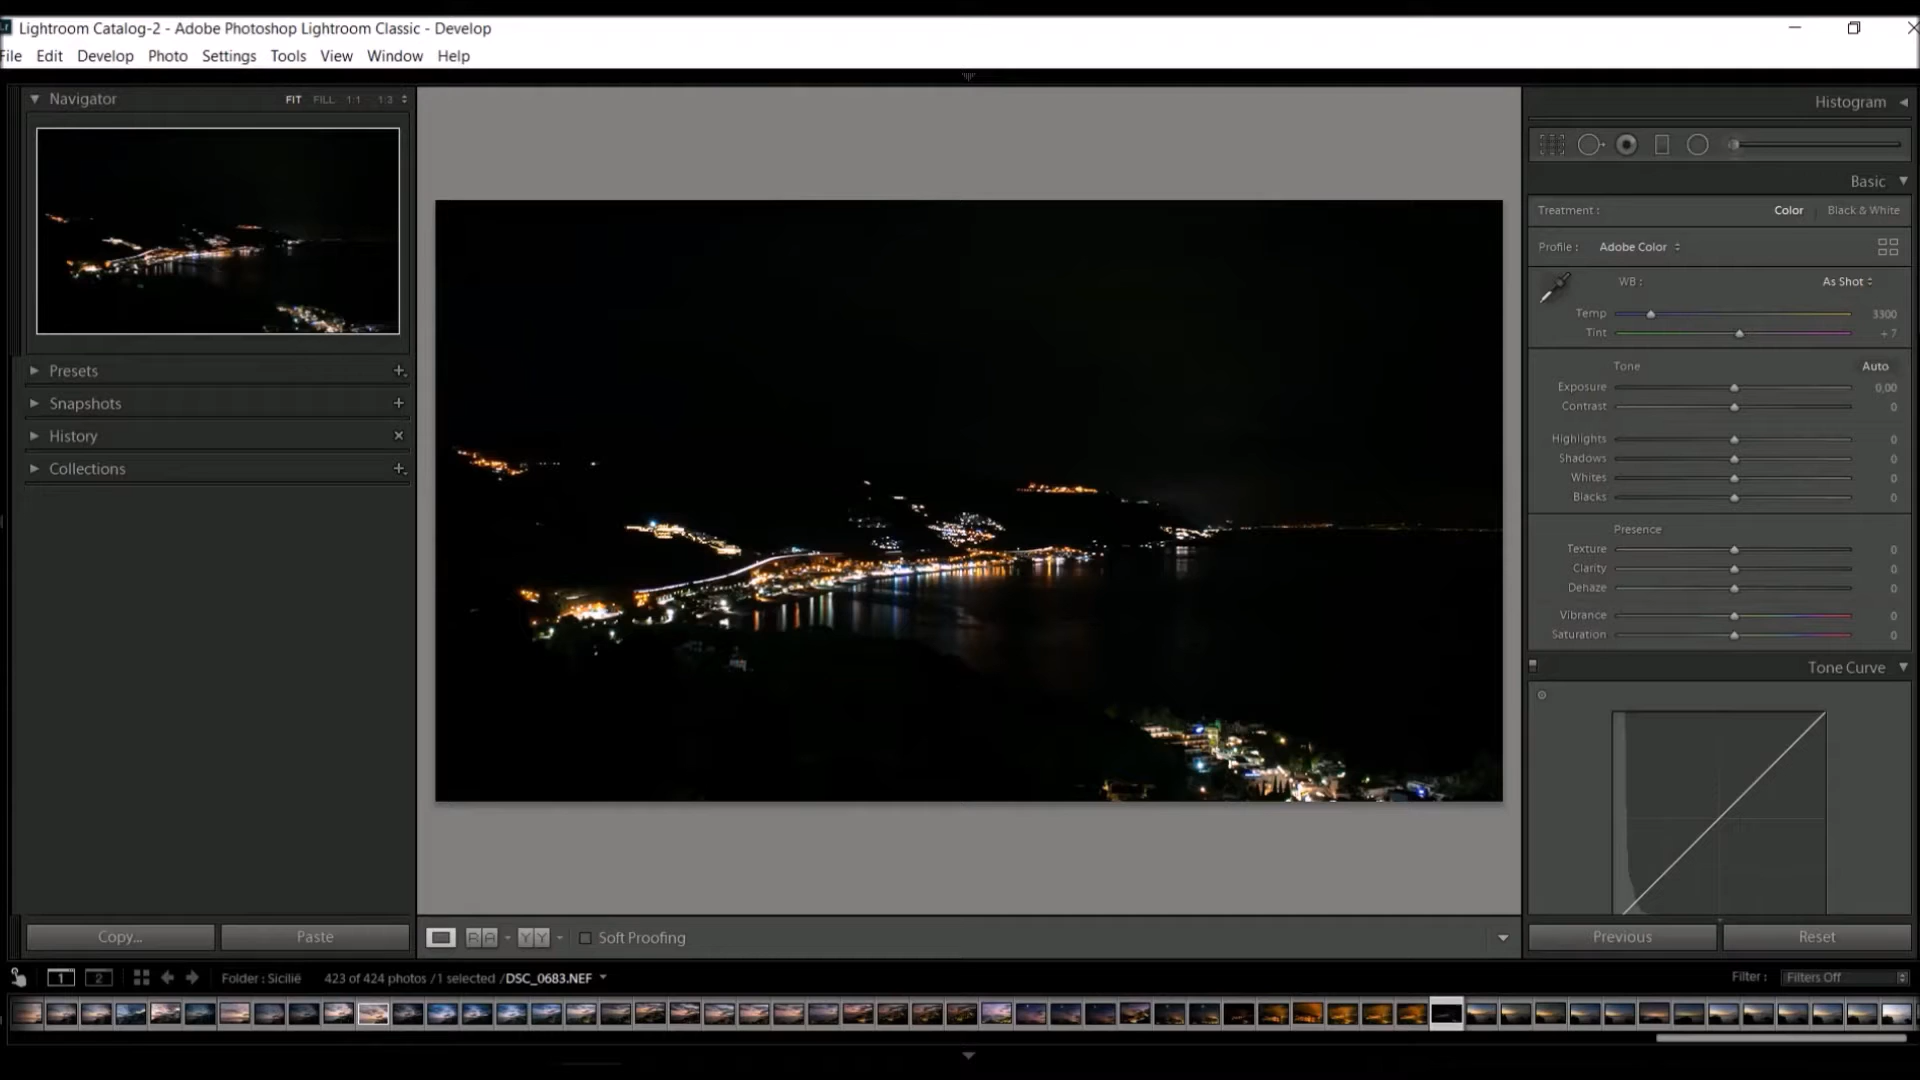 Lightroom Catalog-2 - Adobe Photoshop Lightroom Classic - Develop
File Edit Develop Photo Settings Tools View Window Help
Navigator FIT FILL 1:1 1:3
Presets
Snapshots
History
Collections
Copy... Paste
Soft Proofing
Histogram
Basic
Treatment : Color Black & White
Profile : Adobe Color
WB : As Shot
Temp 3300
Tint + 7
Tone Auto
Exposure 0,00
Contrast 0
Highlights 0
Shadows 0
Whites 0
Blacks 0
Presence
Texture 0
Clarity 0
Dehaze 0
Vibrance 0
Saturation 0
Tone Curve
Previous Reset
1 2 Folder : Sicilië 423 of 424 photos / 1 selected / DSC_0683.NEF Filter : Filters Off